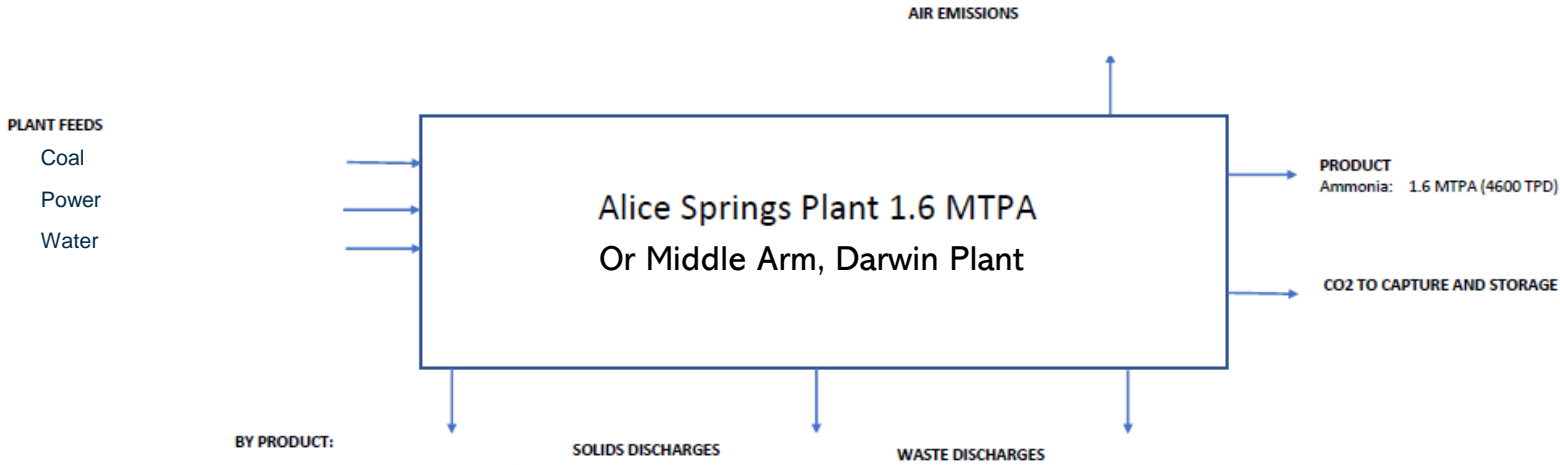 AIR EMISSIONS
PLANT FEEDS
Coal
Power
Water
Alice Springs Plant 1.6 MTPA
Or Middle Arm, Darwin Plant
PRODUCT
Ammonia: 1.6 MTPA (4600 TPD)
CO2 TO CAPTURE AND STORAGE
BY PRODUCT:
SOLIDS DISCHARGES
WASTE DISCHARGES